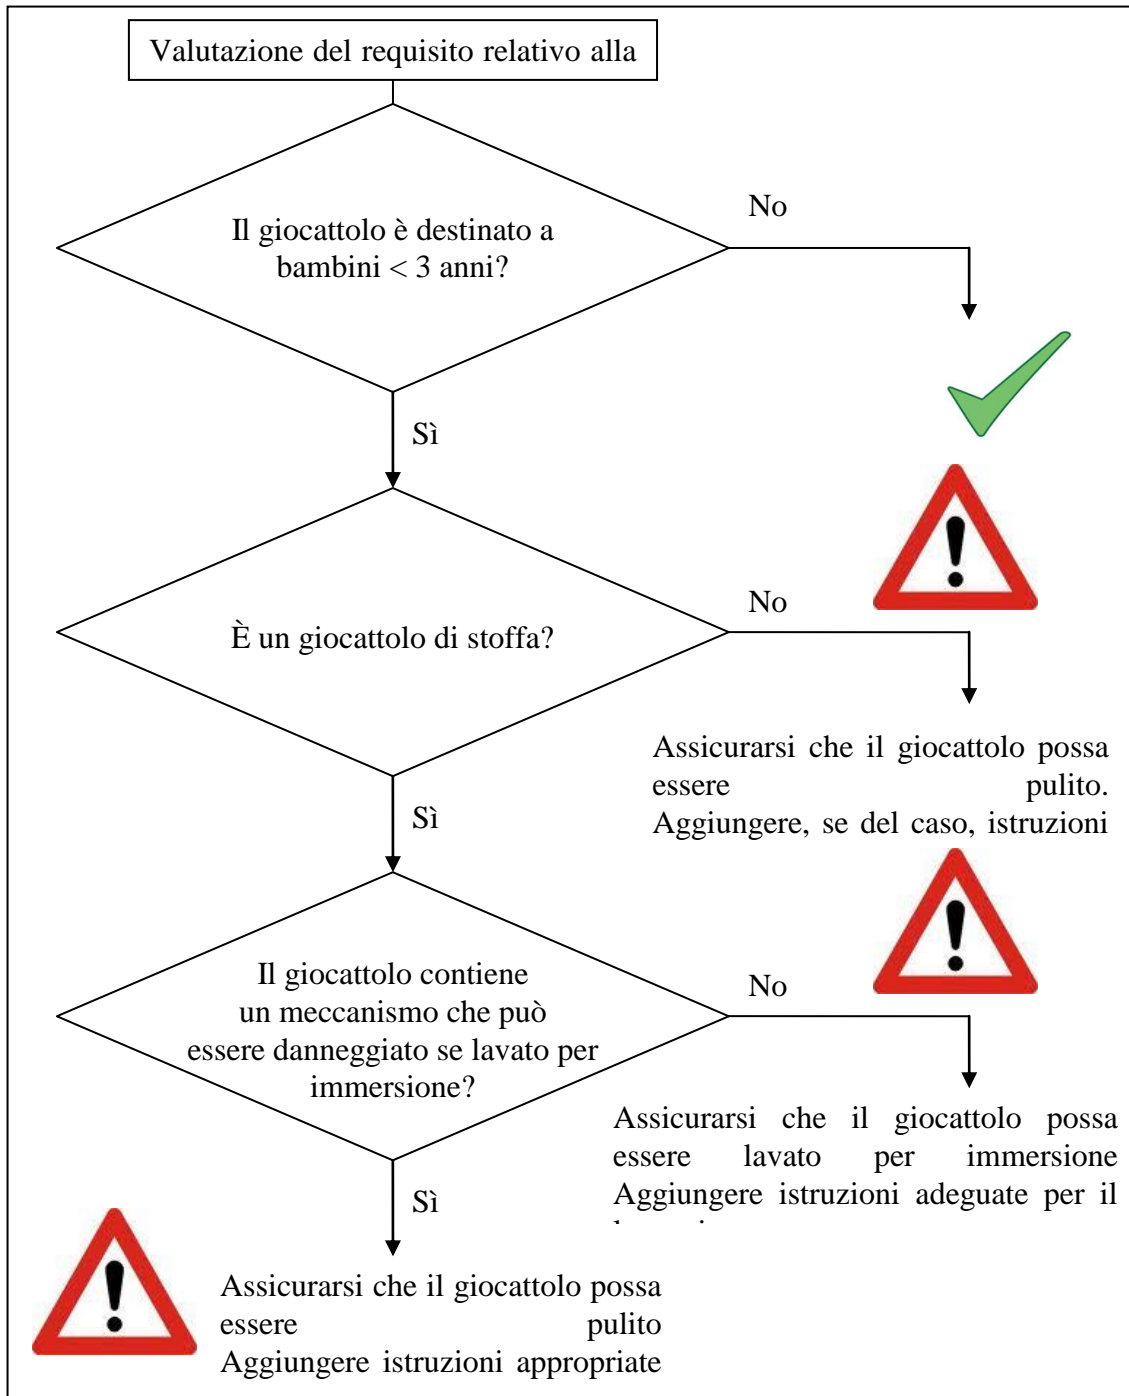 Valutazione del requisito relativo alla
Il giocattolo è destinato a
bambini < 3 anni?
No
Sì
È un giocattolo di stoffa?
No
Assicurarsi che il giocattolo possa
essere pulito.
Aggiungere, se del caso, istruzioni
Sì
Il giocattolo contiene
un meccanismo che può
essere danneggiato se lavato per
immersione?
No
Assicurarsi che il giocattolo possa
essere lavato per immersione
Aggiungere istruzioni adeguate per il
Sì
Assicurarsi che il giocattolo possa
essere pulito
Aggiungere istruzioni appropriate